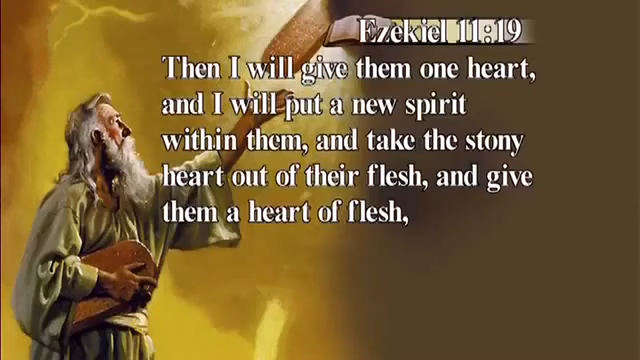 Ezekiel 11:19
Then I will give them one heart,
and I will put a new spirit
within them, and take the stony
heart out of their flesh, and give
them a heart of flesh,